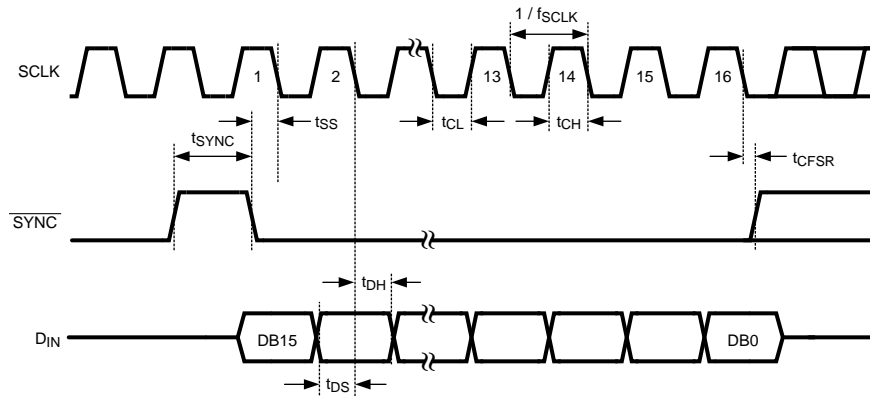 1 / fSCLK
SCLK
1
2
13
14
15
16
tSS
tCL
tCH
tSYNC
tCFSR
SYNC
tDH
DIN
DB15
DB0
tDS